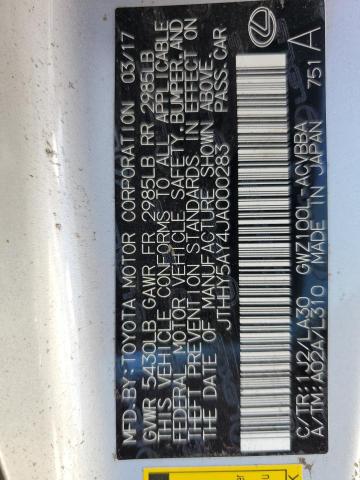 MFD.BY:TOYOTA MOTOR CORPORATION 03/17
GVWR 5430LB GAWR FR 2985LB RR 2985LB
THIS VEHICLE CONFORMS TO ALL APPLICABLE
FEDERAL MOTOR VEHICLE SAFETY,BUMPER,AND
THEFT PREVENTION STANDARDS IN EFFECT ON
THE DATE OF MANUFACTURE SHOWN ABOVE.
JTHHY5AY4JA000283 PASS.CAR
C/TR:1J2/LA30 GWZ100L-ACVBBA
A/TM:A02A/L310 MADE IN JAPAN 751 A